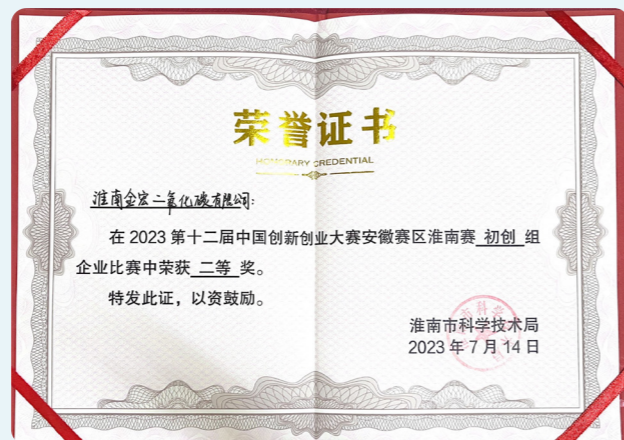 荣誉证书
HONORARY CREDENTIAL
淮南金宏二氧化碳有限公司:
在 2023 第十二届中国创新创业大赛安徽赛区淮南赛 初创 组
企业比赛中荣获 二等 奖。
特发此证，以资鼓励。
淮南市科学技术局
2023 年 7 月 14 日